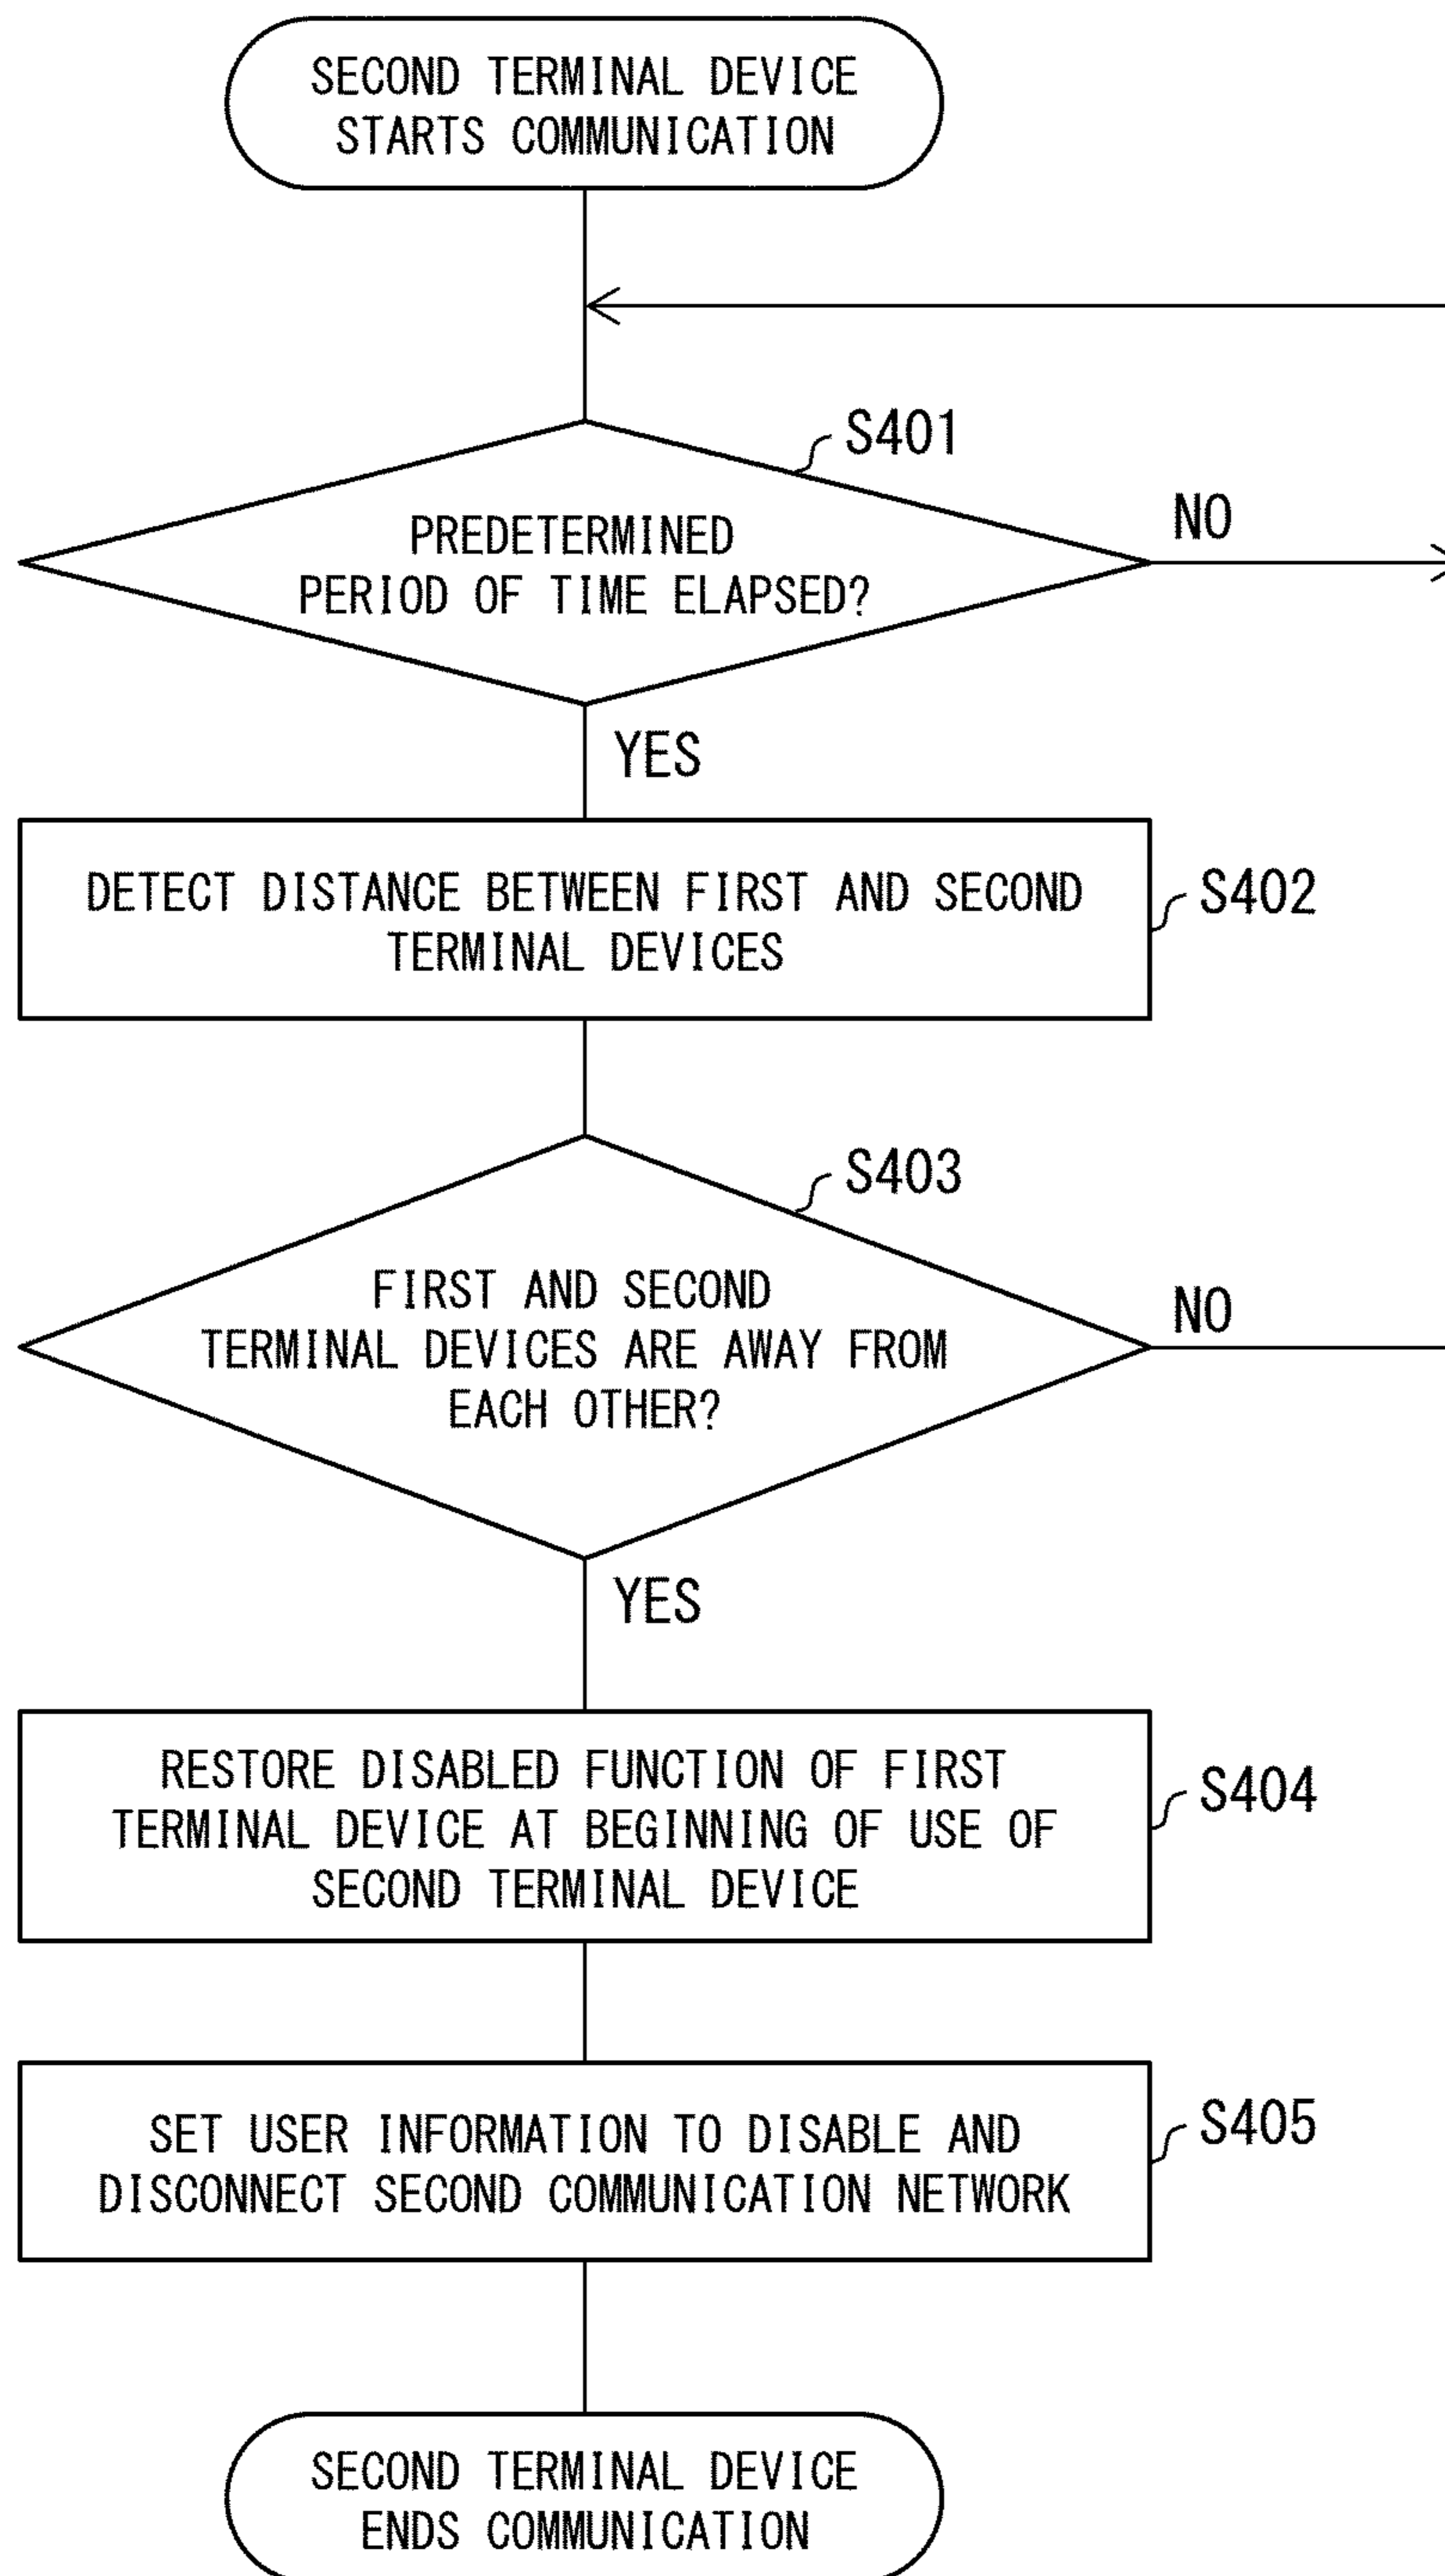 SECOND TERMINAL DEVICE
STARTS COMMUNICATION
S401
PREDETERMINED
PERIOD OF TIME ELAPSED?
NO
YES
DETECT DISTANCE BETWEEN FIRST AND SECOND
TERMINAL DEVICES
S402
S403
FIRST AND SECOND
TERMINAL DEVICES ARE AWAY FROM
EACH OTHER?
NO
YES
RESTORE DISABLED FUNCTION OF FIRST
TERMINAL DEVICE AT BEGINNING OF USE OF
SECOND TERMINAL DEVICE
S404
SET USER INFORMATION TO DISABLE AND
DISCONNECT SECOND COMMUNICATION NETWORK
S405
SECOND TERMINAL DEVICE
ENDS COMMUNICATION